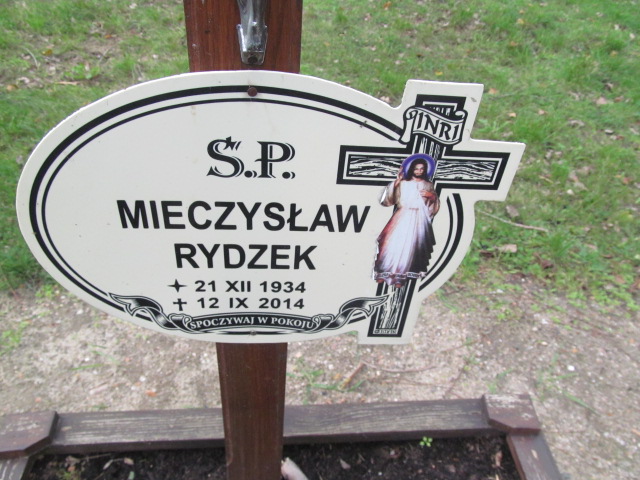 INRI
Ś.P.
MIECZYSŁAW
RYDZEK
21 XII 1934
12 IX 2014
SPOCZYWAJ W POKOJU